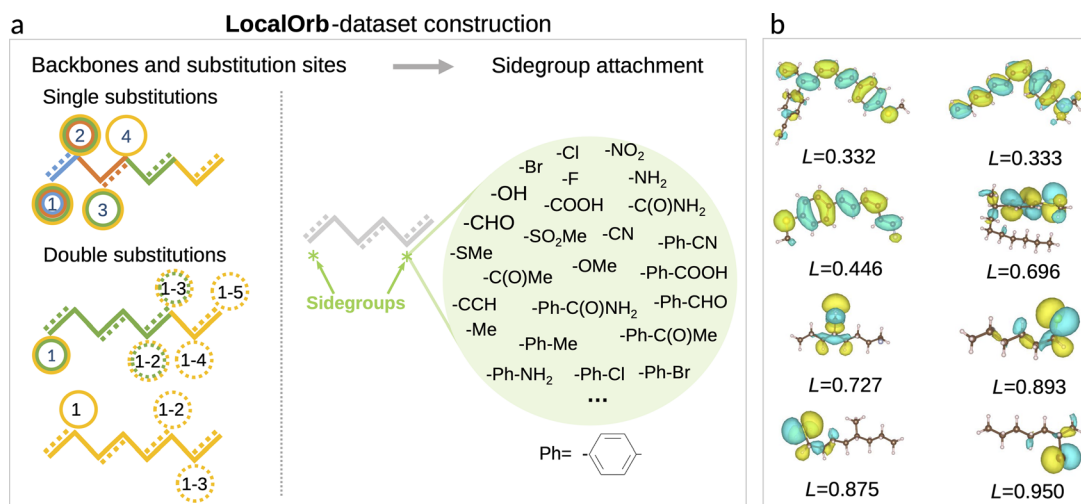 a
LocalOrb-dataset construction
b
Backbones and substitution sites
Sidegroup attachment
Single substitutions
2
4
1
3
Double substitutions
1-3
1-5
1
1-2
1-4
1
1-2
1-3
Sidegroups
-Cl
-NO2
-Br
-F
-NH2
-OH
-COOH
-C(O)NH2
-CHO
-SO2Me
-CN
-Ph-CN
-SMe
-OMe
-Ph-COOH
-C(O)Me
-CCH
-Ph-C(O)NH2
-Ph-CHO
-Me
-Ph-C(O)Me
-Ph-Me
-Ph-NH2
-Ph-Cl
-Ph-Br
...
Ph=
L=0.332
L=0.333
L=0.446
L=0.696
L=0.727
L=0.893
L=0.875
L=0.950